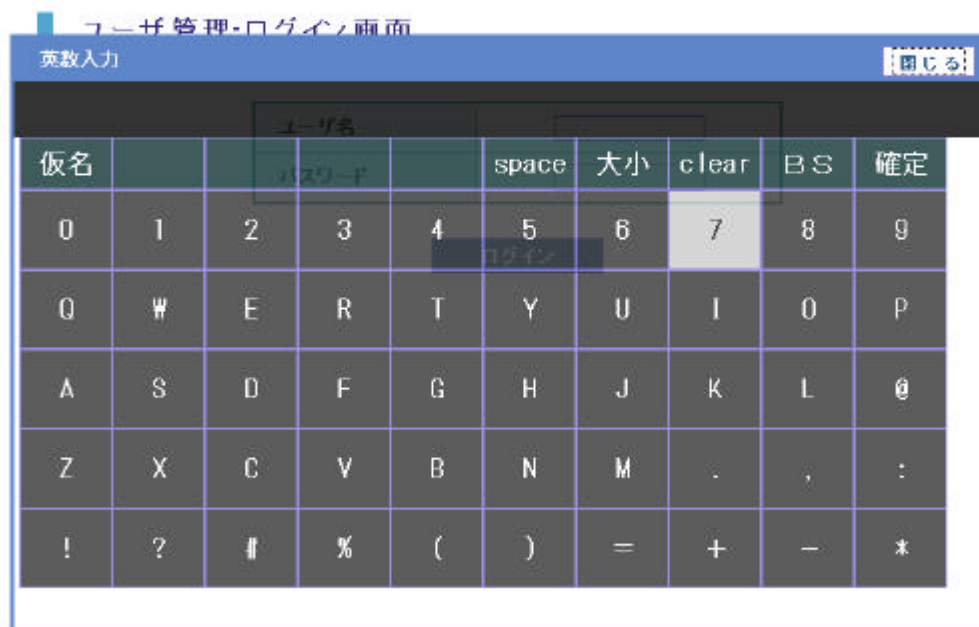 ユーザ管理・ログイン画面
英数入力 閉じる
ユーザ名
仮名 space 大小 clear BS 確定
パスワード
0 1 2 3 4 5 6 7 8 9
ログイン
Q W E R T Y U I O P
A S D F G H J K L @
Z X C V B N M . , :
! ? # % ( ) = + − *